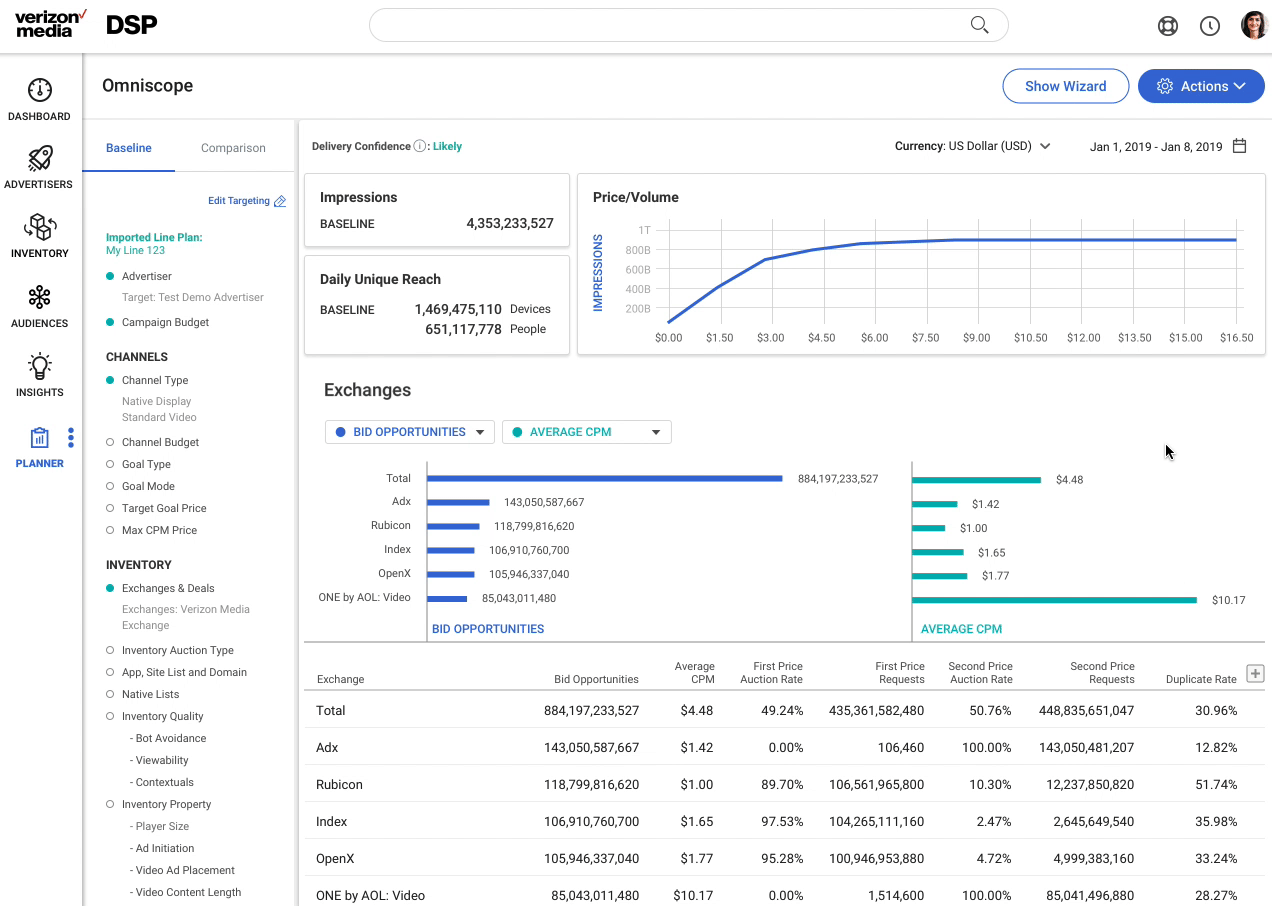 verizon✓
media
DSP
Omniscope
Show Wizard
Actions
DASHBOARD
ADVERTISERS
INVENTORY
AUDIENCES
INSIGHTS
PLANNER
Baseline
Comparison
Edit Targeting
Imported Line Plan:
My Line 123
Advertiser
Target: Test Demo Advertiser
Campaign Budget
CHANNELS
Channel Type
Native Display
Standard Video
Channel Budget
Goal Type
Goal Mode
Target Goal Price
Max CPM Price
INVENTORY
Exchanges & Deals
Exchanges: Verizon Media
Exchange
Inventory Auction Type
App, Site List and Domain
Native Lists
Inventory Quality
- Bot Avoidance
- Viewability
- Contextuals
Inventory Property
- Player Size
- Ad Initiation
- Video Ad Placement
- Video Content Length
Delivery Confidence i : Likely
Currency: US Dollar (USD)
Jan 1, 2019 - Jan 8, 2019
Impressions
BASELINE 4,353,233,527
Daily Unique Reach
BASELINE 1,469,475,110 Devices
651,117,778 People
Price/Volume
IMPRESSIONS
1T
800B
600B
400B
200B
$0.00 $1.50 $3.00 $4.50 $6.00 $7.50 $9.00 $10.50 $12.00 $13.50 $15.00 $16.50
Exchanges
BID OPPORTUNITIES
AVERAGE CPM
Total 884,197,233,527 $4.48
Adx 143,050,587,667 $1.42
Rubicon 118,799,816,620 $1.00
Index 106,910,760,700 $1.65
OpenX 105,946,337,040 $1.77
ONE by AOL: Video 85,043,011,480 $10.17
BID OPPORTUNITIES AVERAGE CPM
Exchange Bid Opportunities Average CPM First Price Auction Rate First Price Requests Second Price Auction Rate Second Price Requests Duplicate Rate
Total 884,197,233,527 $4.48 49.24% 435,361,582,480 50.76% 448,835,651,047 30.96%
Adx 143,050,587,667 $1.42 0.00% 106,460 100.00% 143,050,481,207 12.82%
Rubicon 118,799,816,620 $1.00 89.70% 106,561,965,800 10.30% 12,237,850,820 51.74%
Index 106,910,760,700 $1.65 97.53% 104,265,111,160 2.47% 2,645,649,540 35.98%
OpenX 105,946,337,040 $1.77 95.28% 100,946,953,880 4.72% 4,999,383,160 33.24%
ONE by AOL: Video 85,043,011,480 $10.17 0.00% 1,514,600 100.00% 85,041,496,880 28.27%